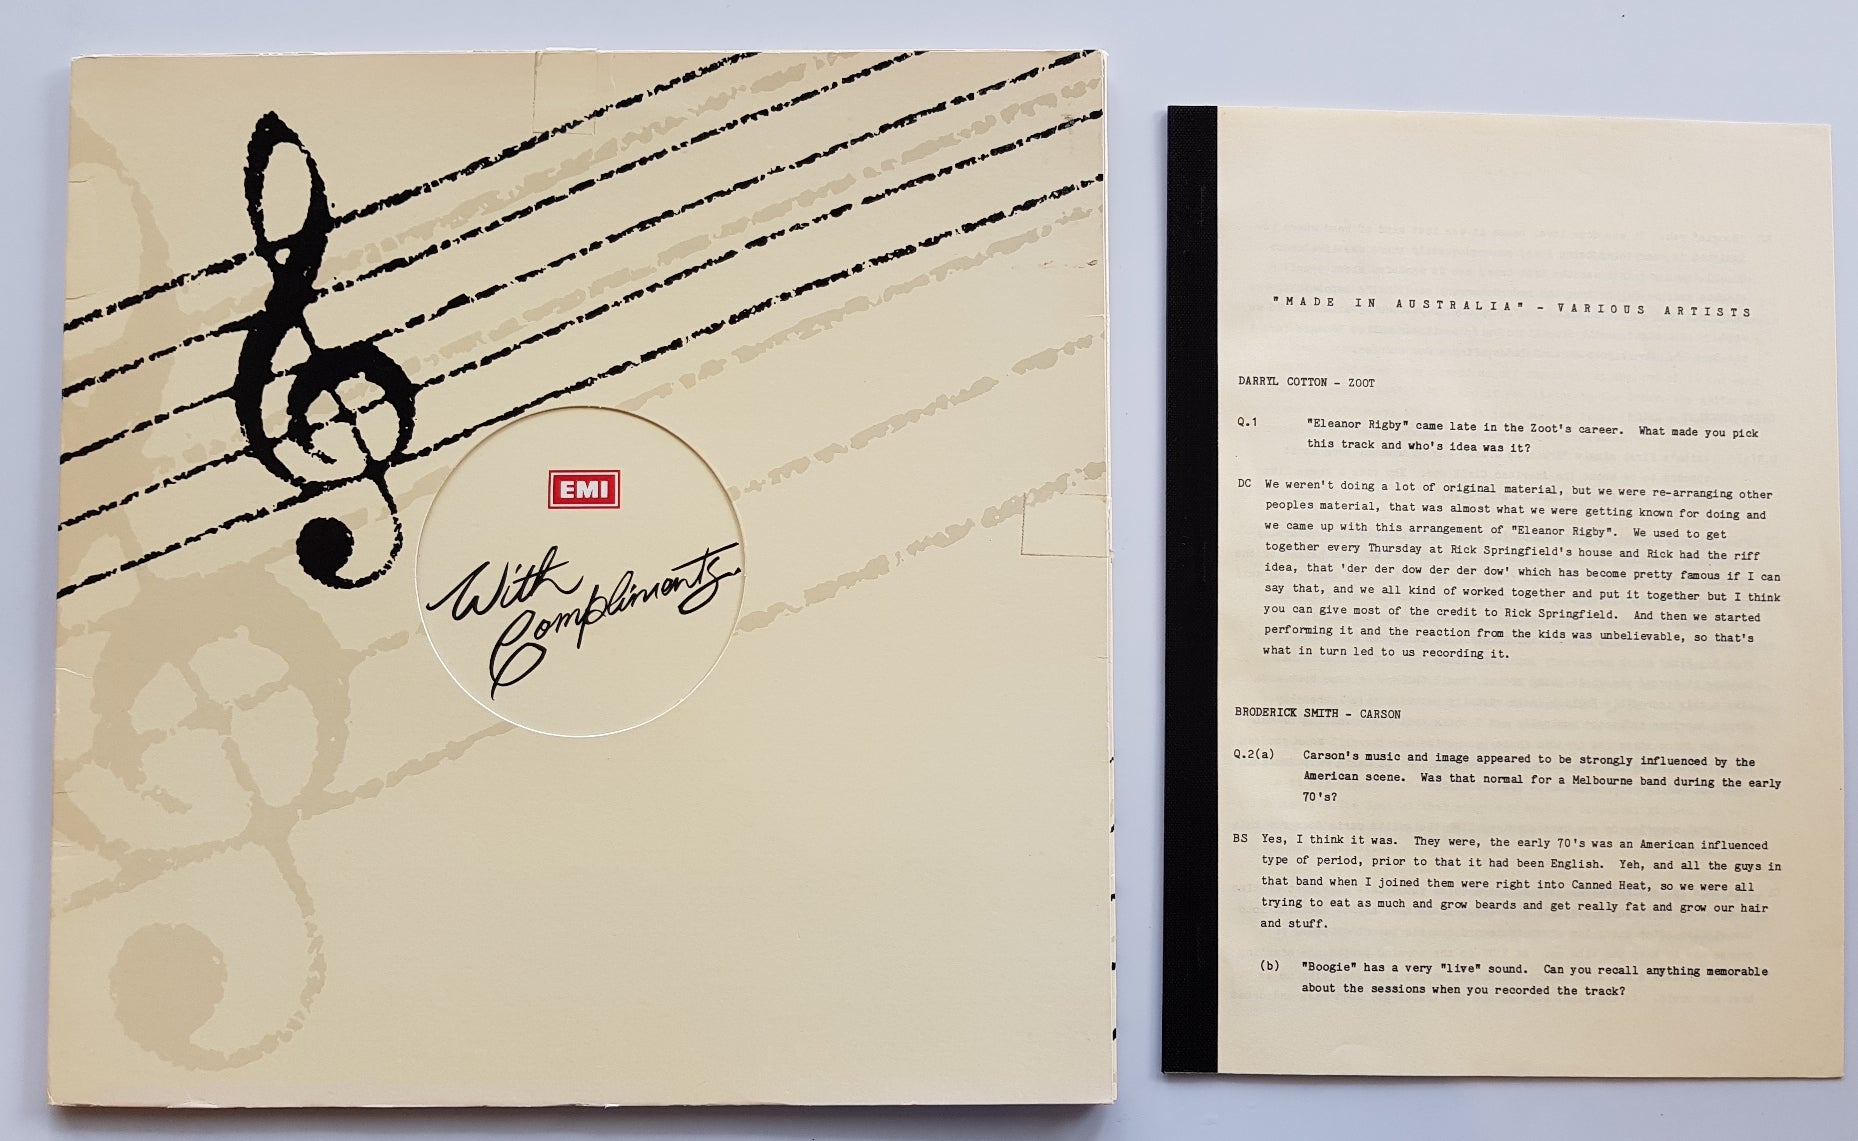 EMI
With
Compliments
"MADE IN AUSTRALIA" - VARIOUS ARTISTS
DARRYL COTTON - ZOOT
Q.1 "Eleanor Rigby" came late in the Zoot's career. What made you pick
this track and who's idea was it?
DC We weren't doing a lot of original material, but we were re-arranging other
peoples material, that was almost what we were getting known for doing and
we came up with this arrangement of "Eleanor Rigby". We used to get
together every Thursday at Rick Springfield's house and Rick had the riff
idea, that 'der der dow der der dow' which has become pretty famous if I can
say that, and we all kind of worked together and put it together but I think
you can give most of the credit to Rick Springfield. And then we started
performing it and the reaction from the kids was unbelievable, so that's
what in turn led to us recording it.
BRODERICK SMITH - CARSON
Q.2(a) Carson's music and image appeared to be strongly influenced by the
American scene. Was that normal for a Melbourne band during the early
70's?
BS Yes, I think it was. They were, the early 70's was an American influenced
type of period, prior to that it had been English. Yeh, and all the guys in
that band when I joined them were right into Canned Heat, so we were all
trying to eat as much and grow beards and get really fat and grow our hair
and stuff.
(b) "Boogie" has a very "live" sound. Can you recall anything memorable
about the sessions when you recorded the track?